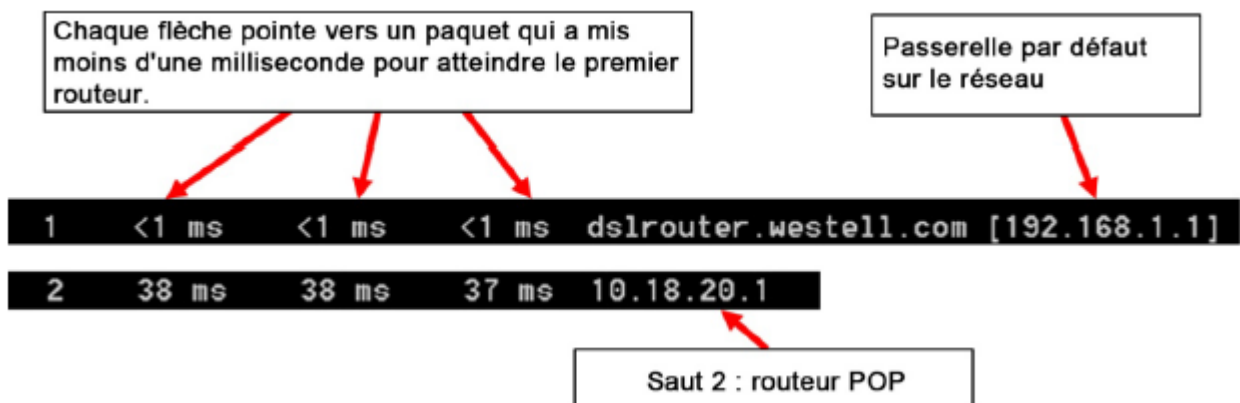 Chaque flèche pointe vers un paquet qui a mis
moins d'une milliseconde pour atteindre le premier
routeur.
Passerelle par défaut
sur le réseau
1 <1 ms <1 ms <1 ms dslrouter.westell.com [192.168.1.1]
2 38 ms 38 ms 37 ms 10.18.20.1
Saut 2 : routeur POP